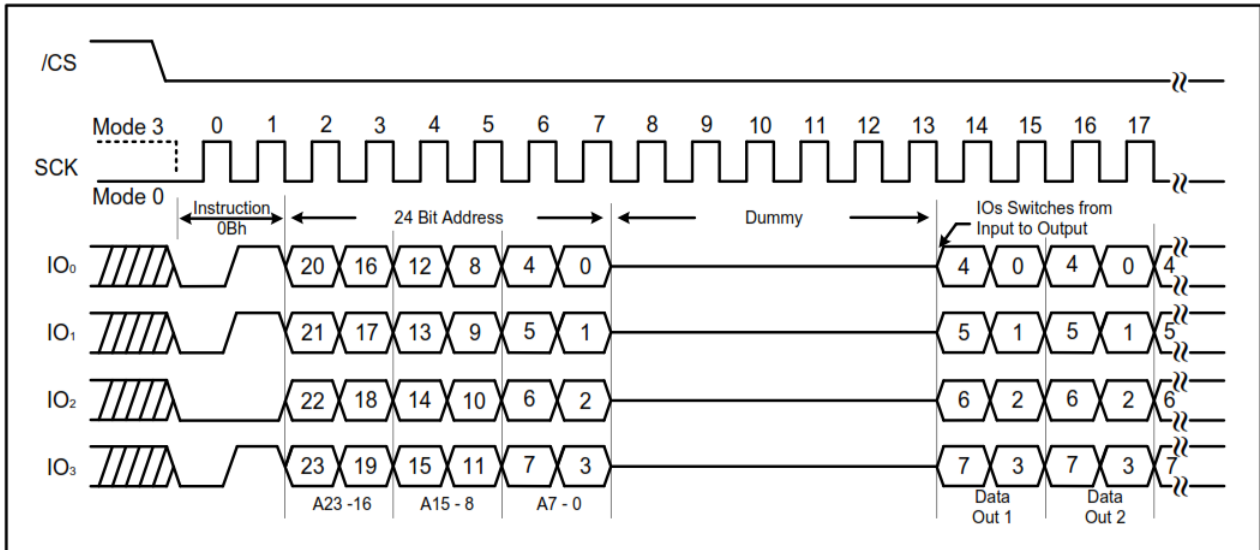 /CS
Mode 3 0 1 2 3 4 5 6 7 8 9 10 11 12 13 14 15 16 17
SCK
Mode 0
Instruction
0Bh
24 Bit Address
Dummy
IOs Switches from
Input to Output
IO₀ 20 16 12 8 4 0 4 0 4 0 4
IO₁ 21 17 13 9 5 1 5 1 5 1 5
IO₂ 22 18 14 10 6 2 6 2 6 2 6
IO₃ 23 19 15 11 7 3 7 3 7 3 7
A23 -16 A15 - 8 A7 - 0
Data
Out 1
Data
Out 2